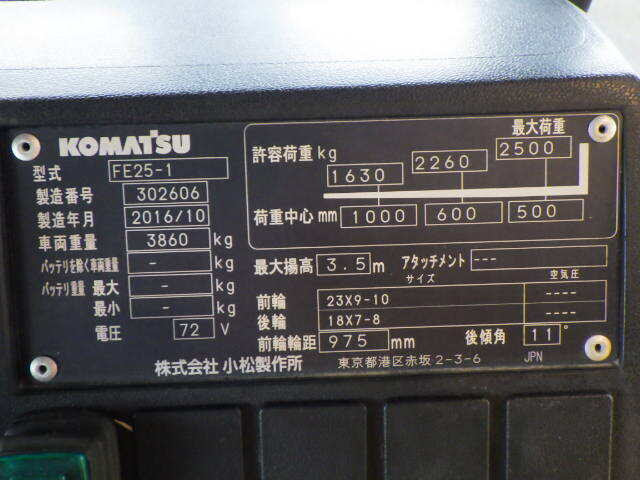 KOMATSU
型式 FE25-1
製造番号 302606
製造年月 2016/10
車両重量 3860 kg
バッテリを除く車両重量 - kg
バッテリ重量 最大 - kg
最小 - kg
電圧 72 V
最大荷重
許容荷重 kg 1630 2260 2500
荷重中心 mm 1000 600 500
最大揚高 3.5 m アタッチメント ---
サイズ 空気圧
前輪 23X9-10 ----
後輪 18X7-8 ----
前輪輪距 975 mm 後傾角 11°
株式会社 小松製作所 東京都港区赤坂 2-3-6 JPN